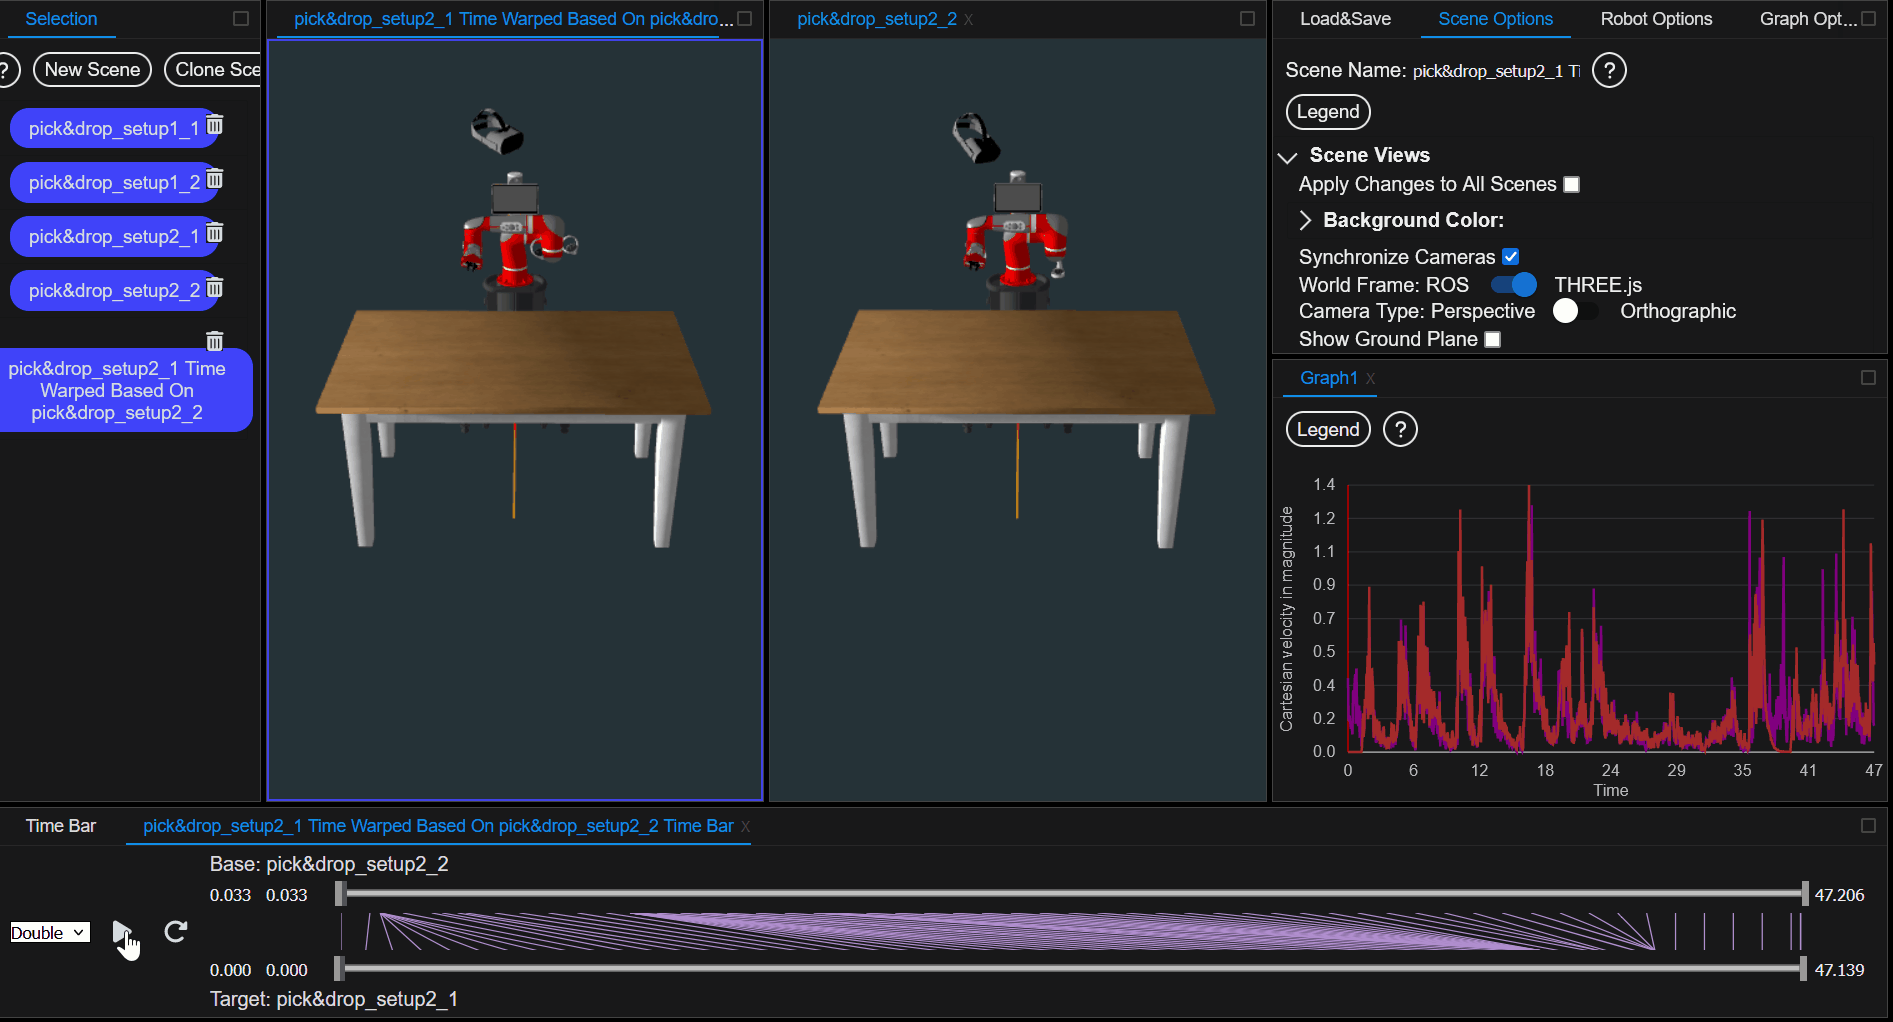 Selection
?
New Scene
Clone Sce
pick&drop_setup1_1
pick&drop_setup1_2
pick&drop_setup2_1
pick&drop_setup2_2
pick&drop_setup2_1 Time
Warped Based On
pick&drop_setup2_2
pick&drop_setup2_1 Time Warped Based On pick&dro...
pick&drop_setup2_2 X
Load&Save
Scene Options
Robot Options
Graph Opt...
Scene Name: pick&drop_setup2_1 Ti
?
Legend
Scene Views
Apply Changes to All Scenes
Background Color:
Synchronize Cameras
World Frame: ROS THREE.js
Camera Type: Perspective Orthographic
Show Ground Plane
Graph1 X
Legend
?
Cartesian velocity in magnitude
1.4
1.2
1.1
0.9
0.7
0.5
0.4
0.2
0.0
0 6 12 18 24 29 35 41 47
Time
Time Bar
pick&drop_setup2_1 Time Warped Based On pick&drop_setup2_2 Time Bar X
Base: pick&drop_setup2_2
0.033 0.033 47.206
Double
0.000 0.000 47.139
Target: pick&drop_setup2_1